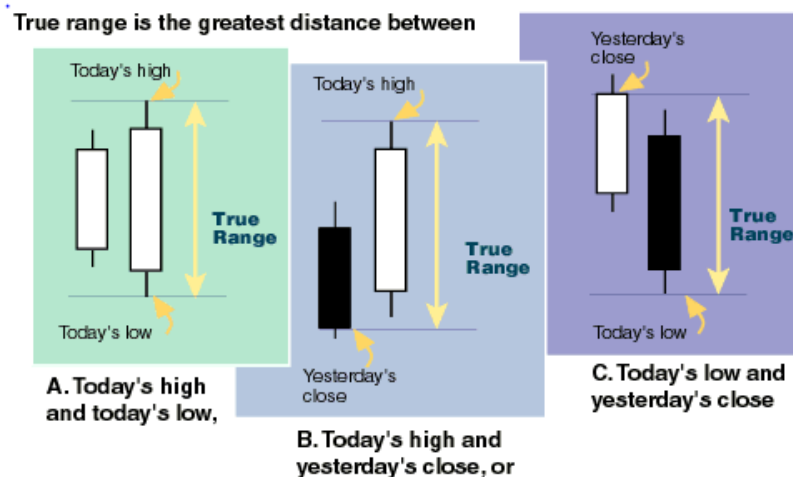 True range is the greatest distance between
Today's high
True
Range
Today's low
A. Today's high
and today's low,
Today's high
True
Range
Yesterday's
close
B. Today's high and
yesterday's close, or
Yesterday's
close
True
Range
Today's low
C. Today's low and
yesterday's close